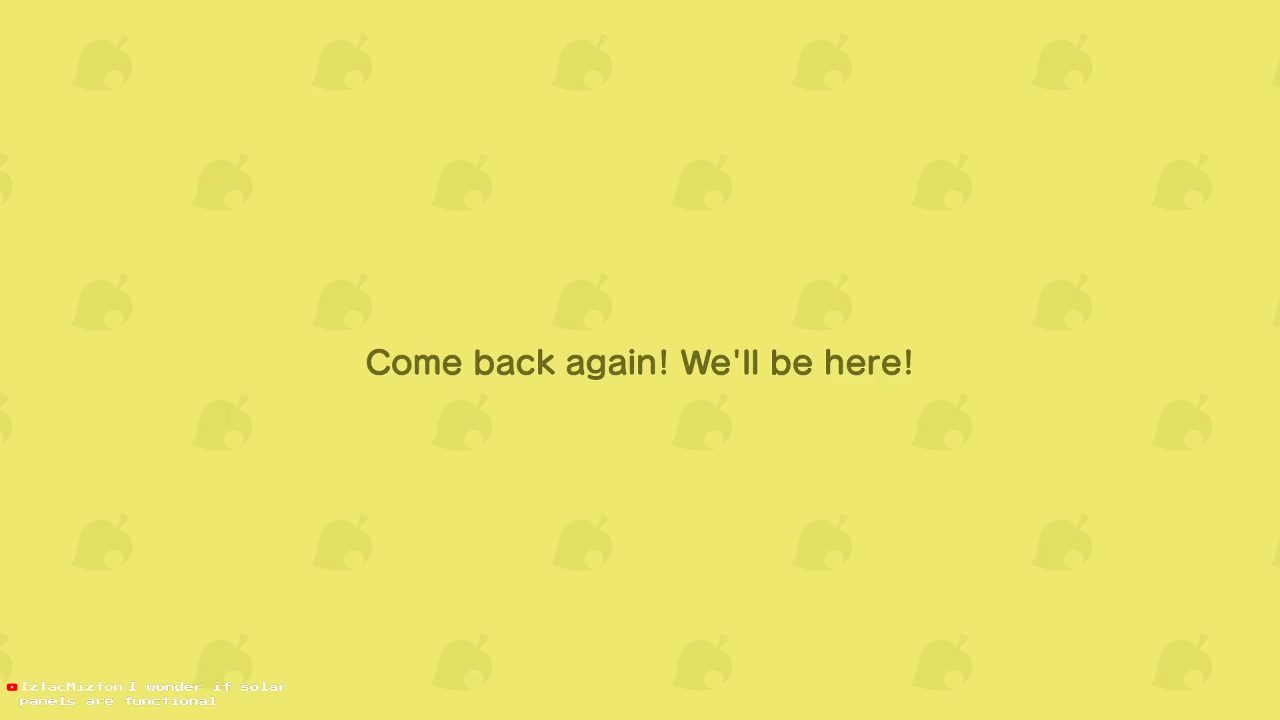 Come back again! We'll be here!
IztacMizton I wonder if solar
panels are functional